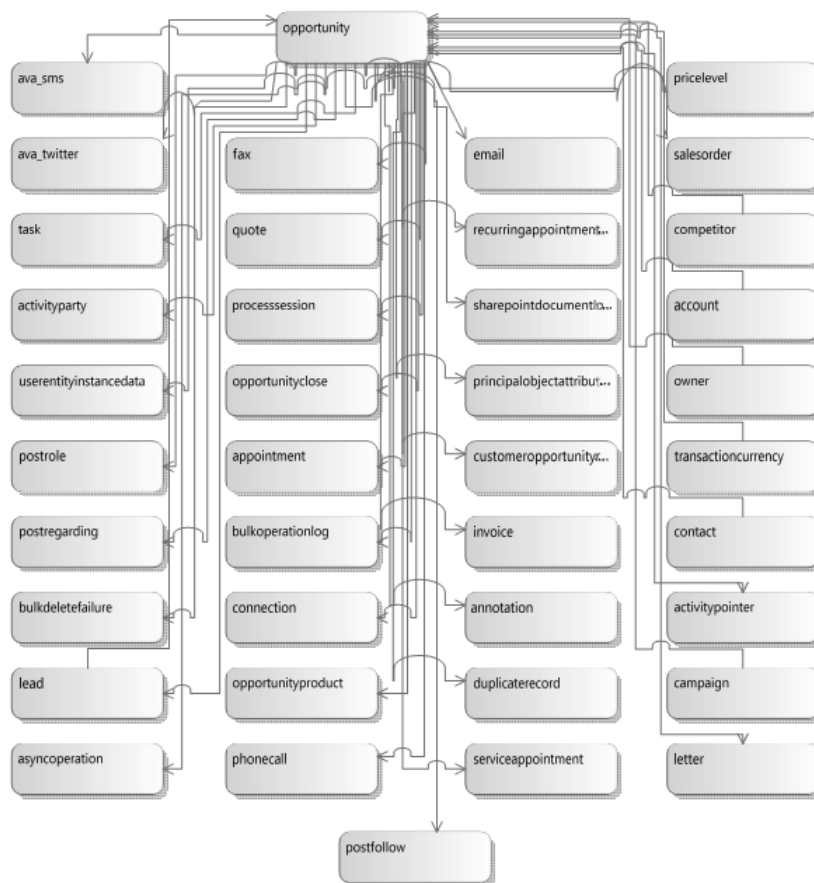 opportunity
ava_sms
pricelevel
ava_twitter
fax
email
salesorder
task
quote
recurringappointment...
competitor
activityparty
processsession
sharepointdocumentlo...
account
userentityinstancedata
opportunityclose
principalobjectattribut...
owner
postrole
appointment
customeropportunityr...
transactioncurrency
postregarding
bulkoperationlog
invoice
contact
bulkdeletefailure
connection
annotation
activitypointer
lead
opportunityproduct
duplicaterecord
campaign
asyncoperation
phonecall
serviceappointment
letter
postfollow